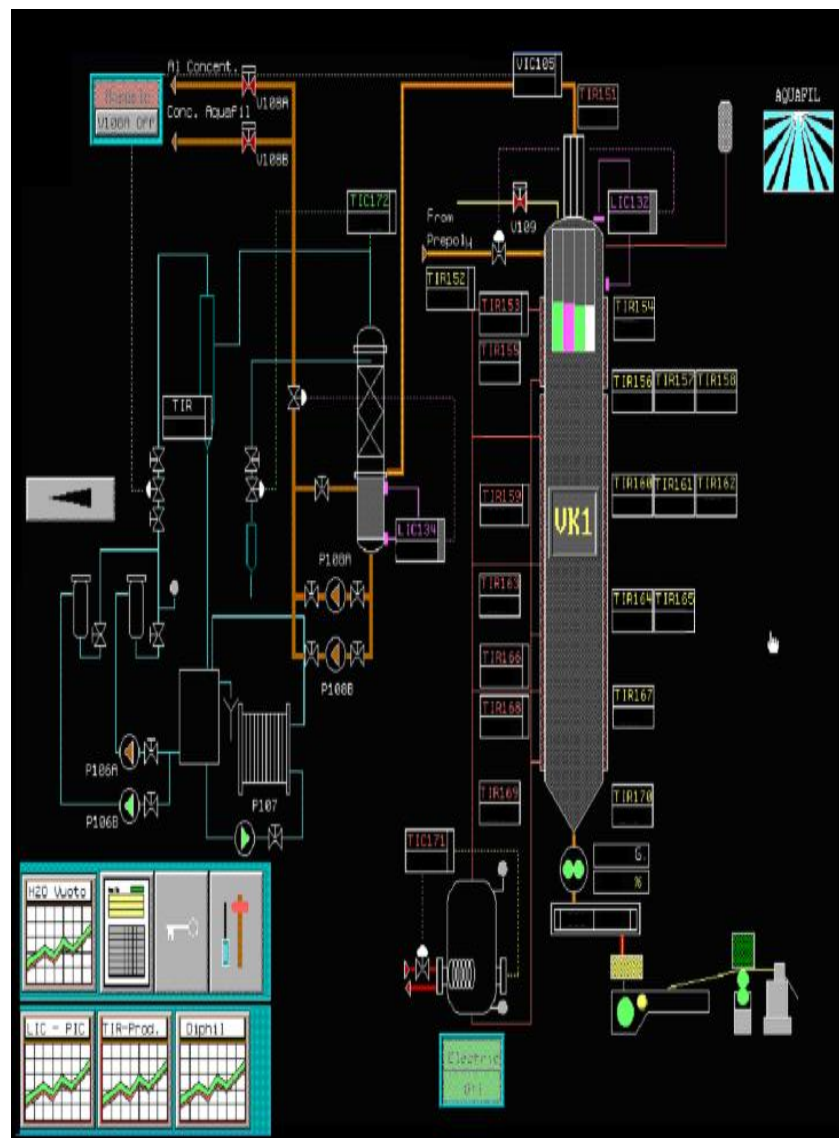 Al Concent.
VIC105
TIR151
AQUAFIL
V108A
V108A Off
Conc. Aquafil
V108B
TIC172
From
Prepoly
V109
LIC132
TIR152
TIR153
TIR154
TIR155
TIR156
TIR157
TIR158
TIR
TIR159
TIR160
TIR161
TIR162
VK1
LIC134
P108A
TIR163
TIR164
TIR165
P108B
TIR166
TIR167
TIR168
P106A
P107
TIR169
TIR170
P106B
TIC171
G.
%
H2O Vuoto
LIC - PIC
TIR-Prod.
Diphil
Electric